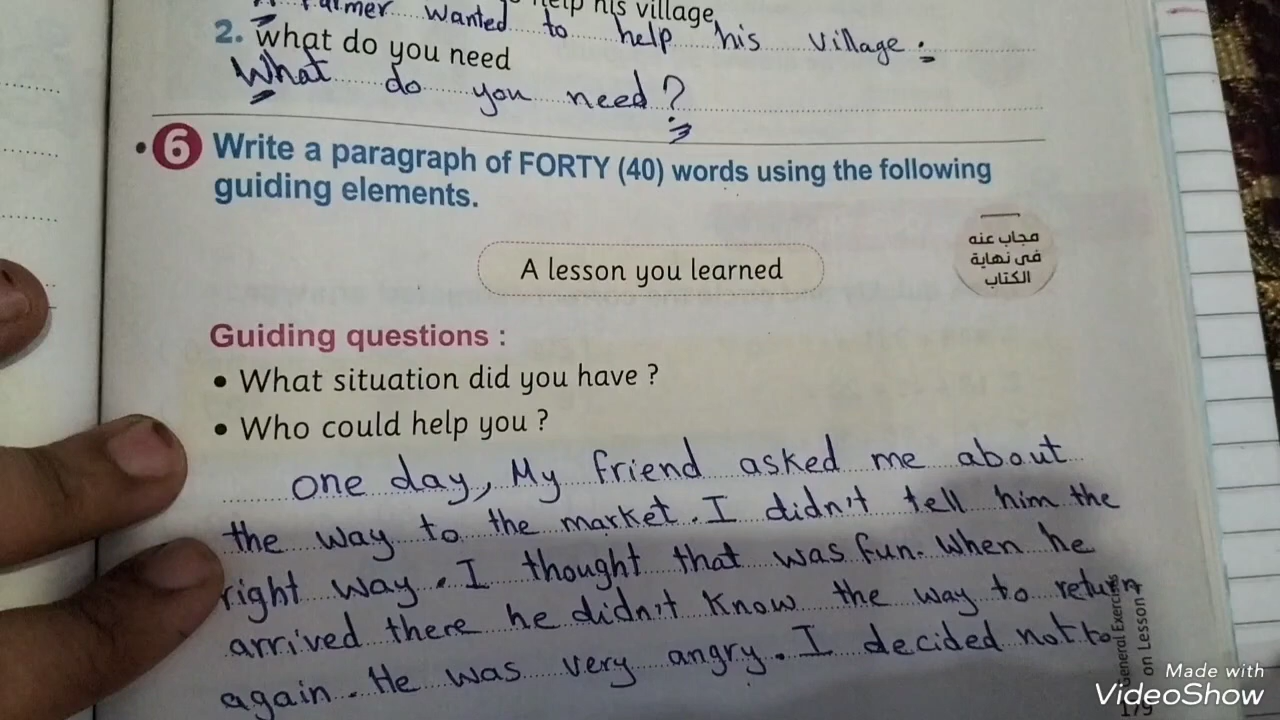 help his village
A farmer wanted to help his village.
2. what do you need
What do you need ?
6 Write a paragraph of FORTY (40) words using the following
guiding elements.
مجاب عنه
فى نهاية
الكتاب
A lesson you learned
Guiding questions :
• What situation did you have ?
• Who could help you ?
one day, My friend asked me about
the way to the market. I didn't tell him the
right way. I thought that was fun. When he
arrived there he didn't know the way to return
again. He was very angry. I decided not to
General Exercises
on Lesson
179
Made with
VideoShow